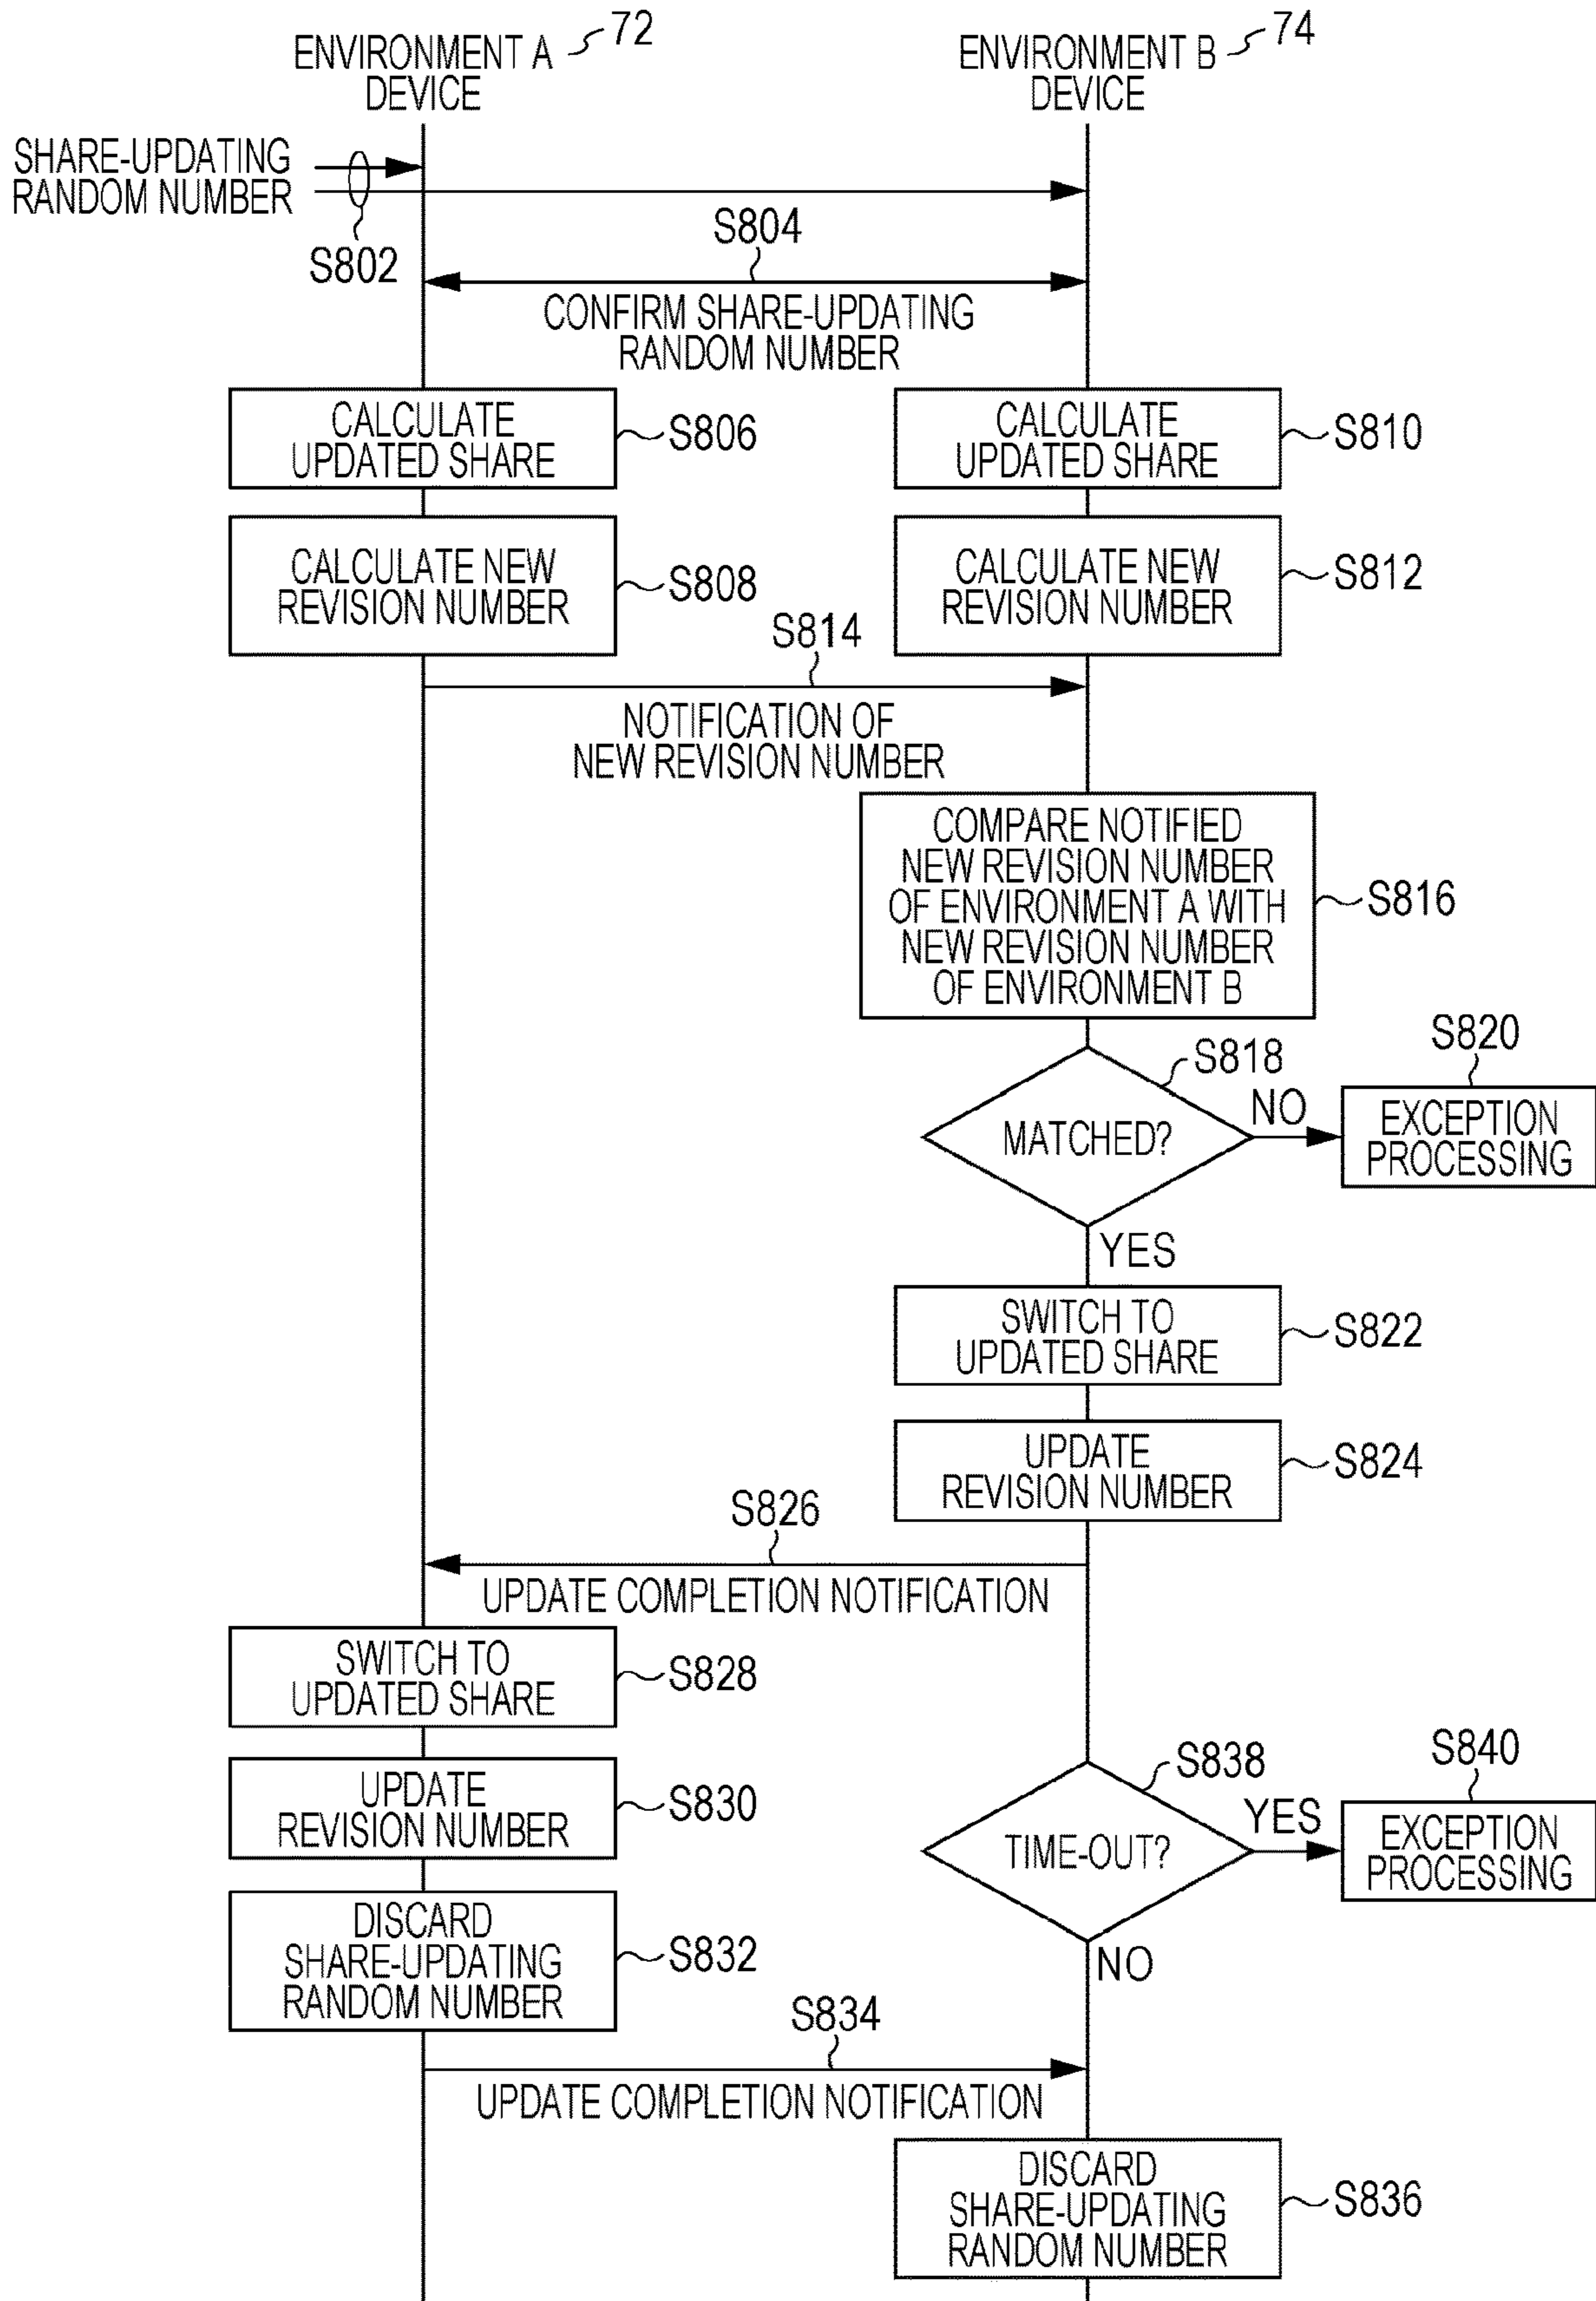 ENVIRONMENT A
DEVICE
72
ENVIRONMENT B
DEVICE
74
SHARE-UPDATING
RANDOM NUMBER
S802
S804
CONFIRM SHARE-UPDATING
RANDOM NUMBER
CALCULATE
UPDATED SHARE
S806
CALCULATE
UPDATED SHARE
S810
CALCULATE NEW
REVISION NUMBER
S808
CALCULATE NEW
REVISION NUMBER
S812
S814
NOTIFICATION OF
NEW REVISION NUMBER
COMPARE NOTIFIED
NEW REVISION NUMBER
OF ENVIRONMENT A WITH
NEW REVISION NUMBER
OF ENVIRONMENT B
S816
S818
MATCHED?
NO
S820
EXCEPTION
PROCESSING
YES
SWITCH TO
UPDATED SHARE
S822
UPDATE
REVISION NUMBER
S824
S826
UPDATE COMPLETION NOTIFICATION
SWITCH TO
UPDATED SHARE
S828
UPDATE
REVISION NUMBER
S830
S838
TIME-OUT?
YES
S840
EXCEPTION
PROCESSING
NO
DISCARD
SHARE-UPDATING
RANDOM NUMBER
S832
S834
UPDATE COMPLETION NOTIFICATION
DISCARD
SHARE-UPDATING
RANDOM NUMBER
S836